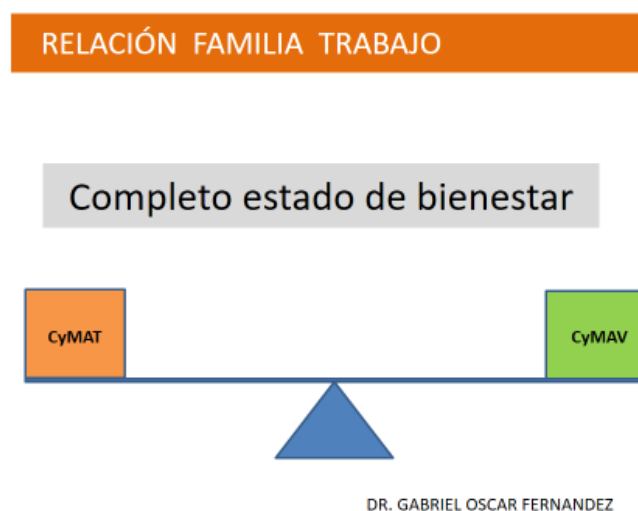 RELACIÓN FAMILIA TRABAJO
Completo estado de bienestar
CyMAT
CyMAV
DR. GABRIEL OSCAR FERNANDEZ